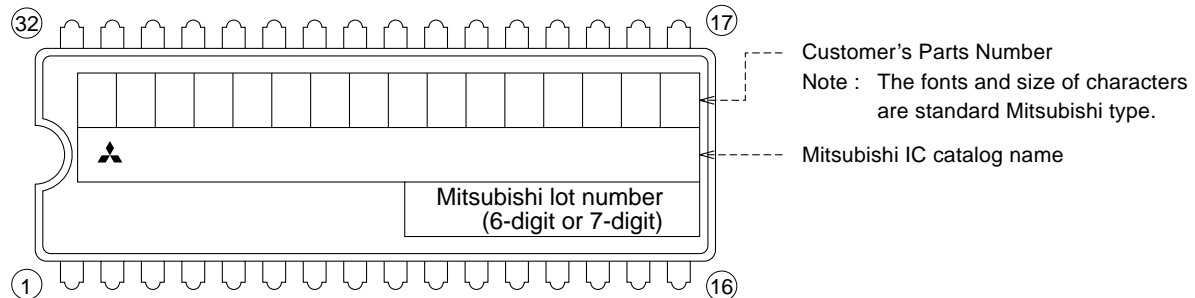 32
17
Customer's Parts Number
Note : The fonts and size of characters
are standard Mitsubishi type.
Mitsubishi IC catalog name
Mitsubishi lot number
(6-digit or 7-digit)
1
16